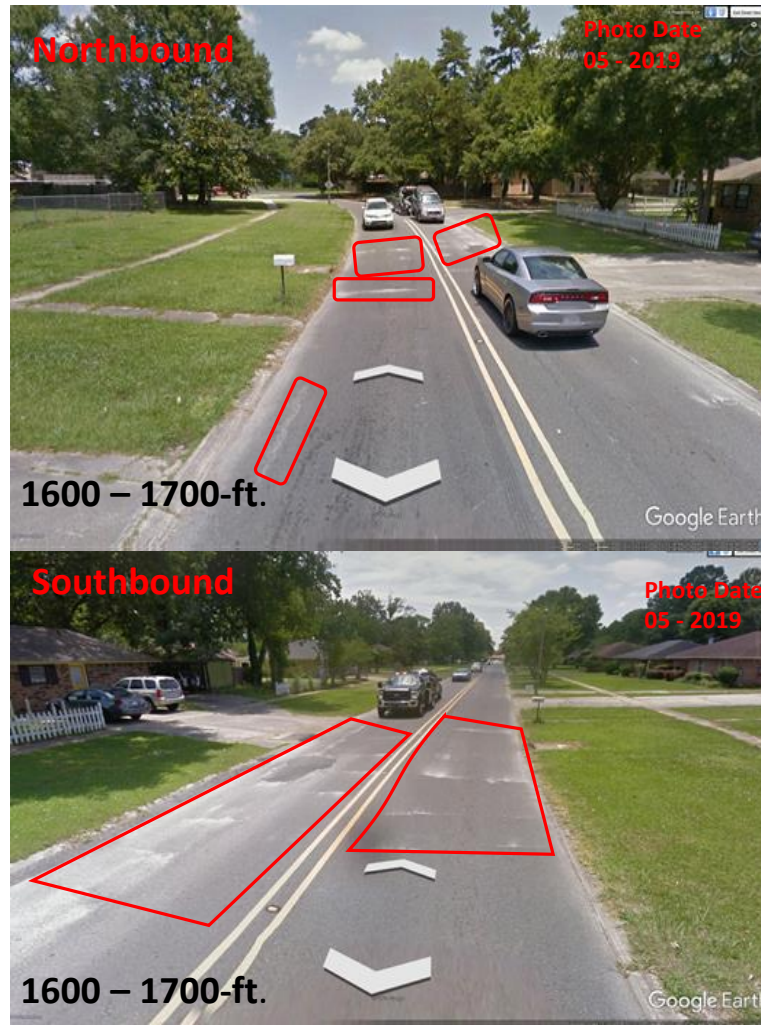 Northbound
Photo Date
05 - 2019
1600 – 1700-ft.
Google Earth
Southbound
Photo Date
05 - 2019
1600 – 1700-ft.
Google Earth